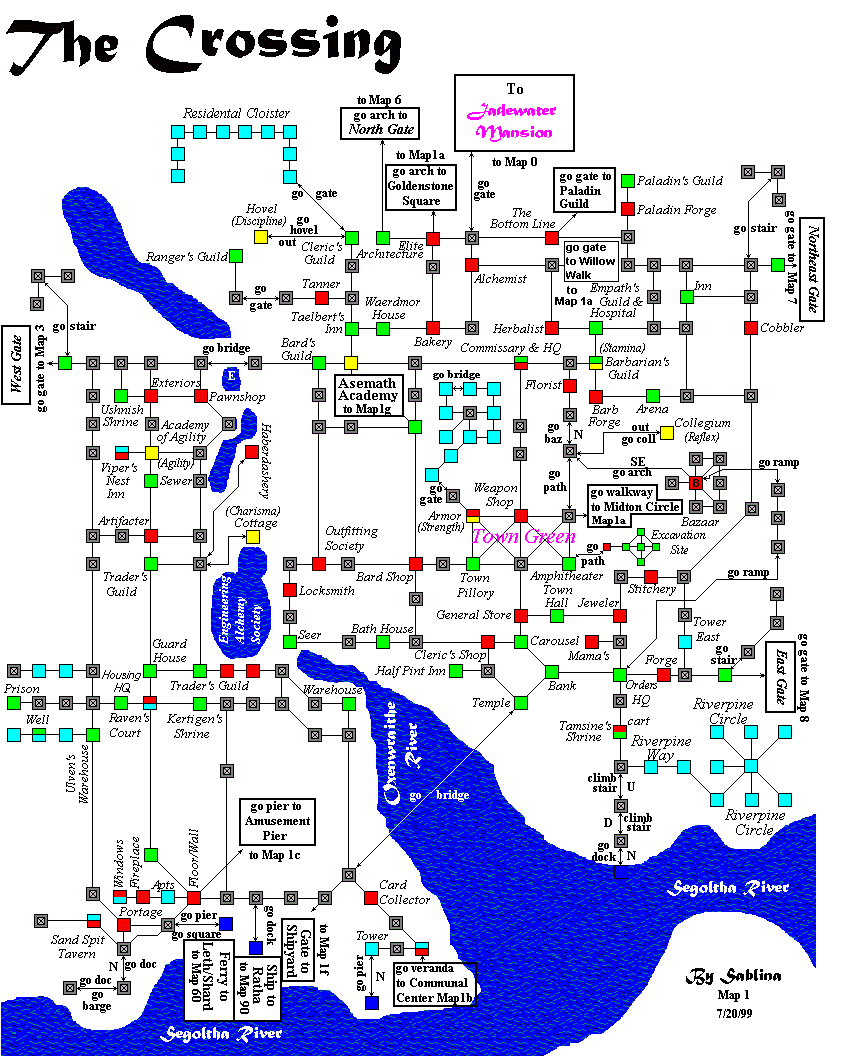 The Crossing
Residental Cloister
to Map 6
go arch to
North Gate
To
Jadewater
Mansion
to Map1a
go arch to
Goldenstone
Square
to Map 0
go
gate
go gate to
Paladin
Guild
Paladin's Guild
Paladin Forge
The
Bottom Line
go gate
Hovel
(Discipline)
go
hovel
out
Cleric's
Guild
Architecture
Elite
go gate
to Willow
Walk
to
Map 1a
go stair
go gate to Map 7
Northeast Gate
Ranger's Guild
Tanner
go
gate
Alchemist
Empath's
Guild &
Hospital
Inn
Taelbert's
Inn
Waerdmor
House
Bakery
Herbalist
Cobbler
go stair
West Gate
go gate to Map 3
go bridge
Bard's
Guild
Commissary & HQ
(Stamina)
Barbarian's
Guild
E
Exteriors
Pawnshop
Ushnish
Shrine
Asemath
Academy
to Map1g
go bridge
Florist
Barb
Forge
Arena
Academy
of Agility
(Agility)
Haberdashery
go
baz
N
out
go coll
Collegium
(Reflex)
Viper's
Nest
Inn
Sewer
SE
go arch
go ramp
B
Bazaar
go
gate
go
path
Weapon
Shop
go walkway
to Midton Circle
Map1a
Artifacter
(Charisma)
Cottage
Armor
(Strength)
Town Green
Outfitting
Society
go
path
Excavation
Site
Trader's
Guild
Engineering
Alchemy
Society
Bard Shop
Town
Pillory
Amphitheater
Town
Hall
go ramp
Stitchery
Jeweler
Locksmith
General Store
Tower
East
Seer
Bath House
Cleric's Shop
Carousel
Mama's
Guard
House
Half Pint Inn
Bank
Forge
go
stair
East Gate
go gate to Map 8
Housing
HQ
Trader's Guild
Warehouse
Orders
HQ
Prison
Well
Raven's
Court
Kertigen's
Shrine
Temple
Tamsine's
Shrine
cart
Riverpine
Circle
Riverpine
Way
Ulven's
Warehouse
Oxenwraithe
River
go bridge
climb
stair
U
D
climb
stair
Riverpine
Circle
go
dock
N
go pier to
Amusement
Pier
to Map 1c
Windows
Fireplace
Apts
Floor/Wall
Card
Collector
Segoltha River
Portage
go pier
go square
go dock
Sand Spit
Tavern
N
go doc
go doc
go
barge
Ferry to
Leth/Shard
to Map 60
Ship to
Ratha
to Map 90
Gate to
Shipyard
to Map 1f
Tower
go pier
N
go veranda
to Communal
Center Map1b
Segoltha River
By Sablina
Map 1
7/20/99